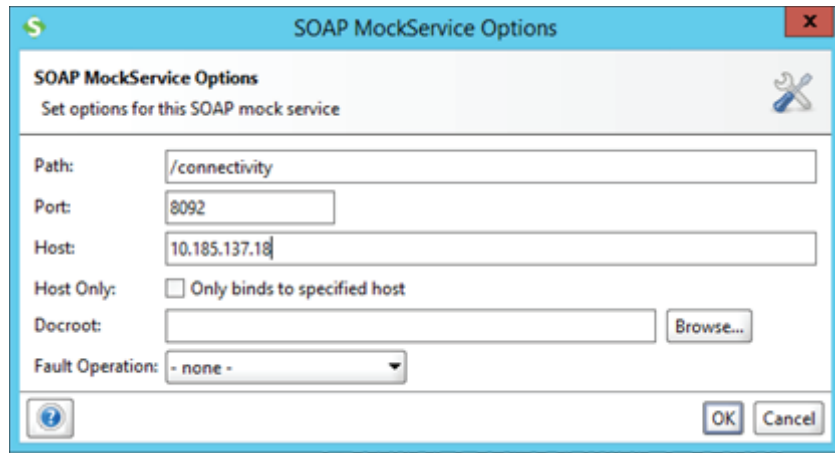 SOAP MockService Options
x
SOAP MockService Options
Set options for this SOAP mock service
Path: /connectivity
Port: 8092
Host: 10.185.137.18
Host Only: Only binds to specified host
Docroot: Browse...
Fault Operation: - none -
? OK Cancel